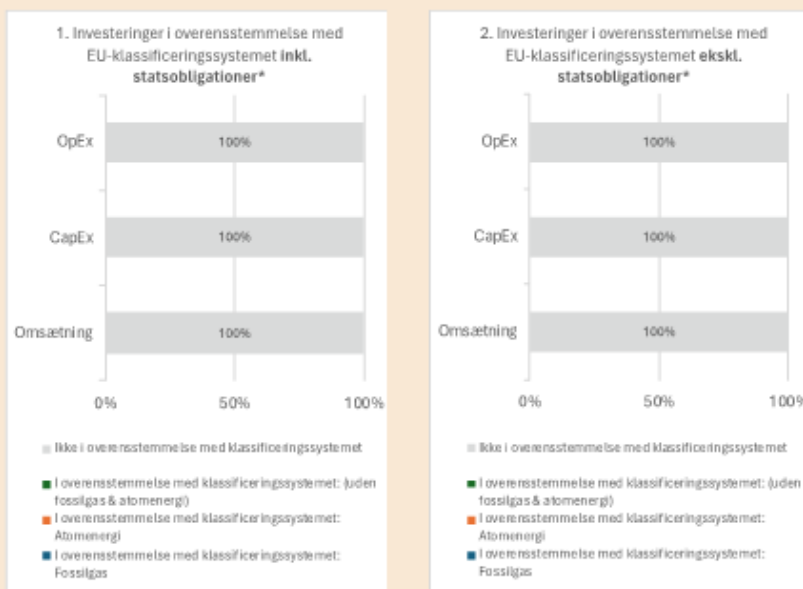 1. Investeringer i overensstemmelse med
EU-klassificeringssystemet inkl.
statsobligationer*
OpEx
100%
CapEx
100%
Omsætning
100%
0%
50%
100%
Ikke i overensstemmelse med klassificeringssystemet
I overensstemmelse med klassificeringssystemet: (uden
fossilgas & atomenergi)
I overensstemmelse med klassificeringssystemet:
Atomenergi
I overensstemmelse med klassificeringssystemet:
Fossilgas
2. Investeringer i overensstemmelse med
EU-klassificeringssystemet ekskl.
statsobligationer*
OpEx
100%
CapEx
100%
Omsætning
100%
0%
50%
100%
Ikke i overensstemmelse med klassificeringssystemet
I overensstemmelse med klassificeringssystemet: (uden
fossilgas & atomenergi)
I overensstemmelse med klassificeringssystemet:
Atomenergi
I overensstemmelse med klassificeringssystemet:
Fossilgas